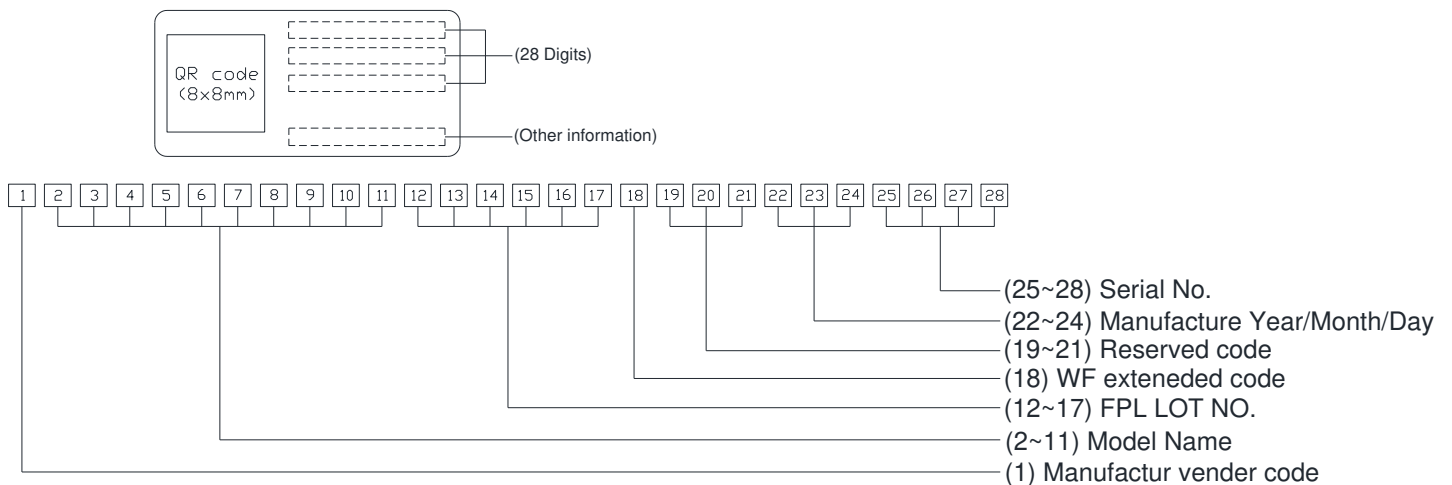 QR code
(8x8mm)
(28 Digits)
(Other information)
1 2 3 4 5 6 7 8 9 10 11 12 13 14 15 16 17 18 19 20 21 22 23 24 25 26 27 28
(25~28) Serial No.
(22~24) Manufacture Year/Month/Day
(19~21) Reserved code
(18) WF exteneded code
(12~17) FPL LOT NO.
(2~11) Model Name
(1) Manufactur vender code